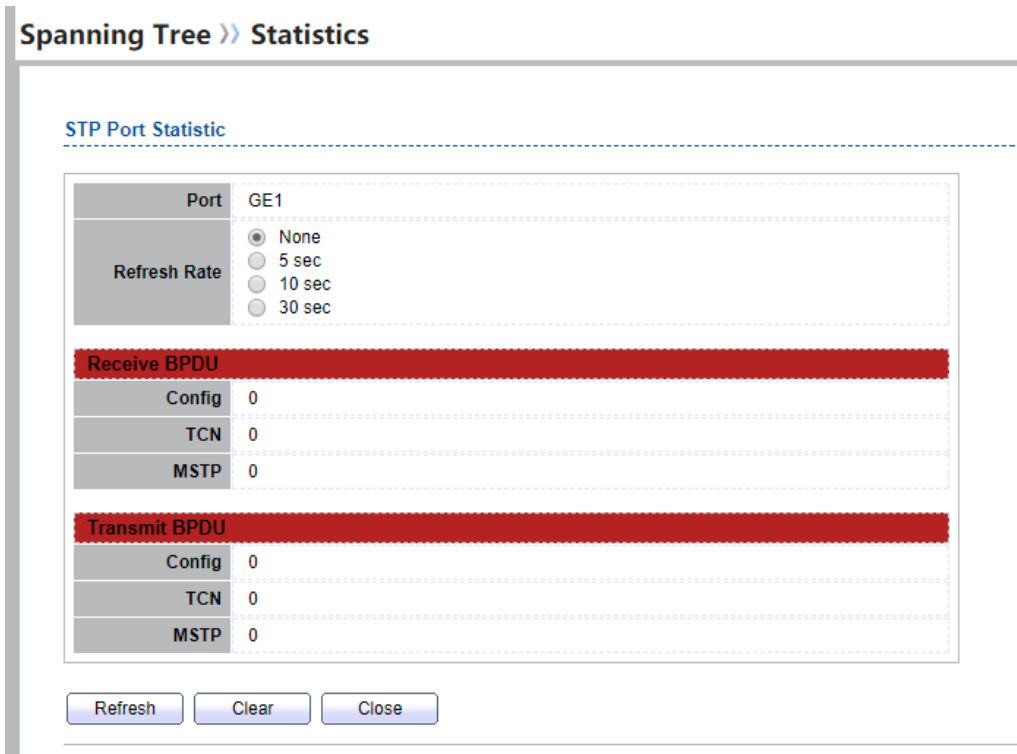 Spanning Tree » Statistics
STP Port Statistic
Port GE1
Refresh Rate
None
5 sec
10 sec
30 sec
Receive BPDU
Config 0
TCN 0
MSTP 0
Transmit BPDU
Config 0
TCN 0
MSTP 0
Refresh Clear Close